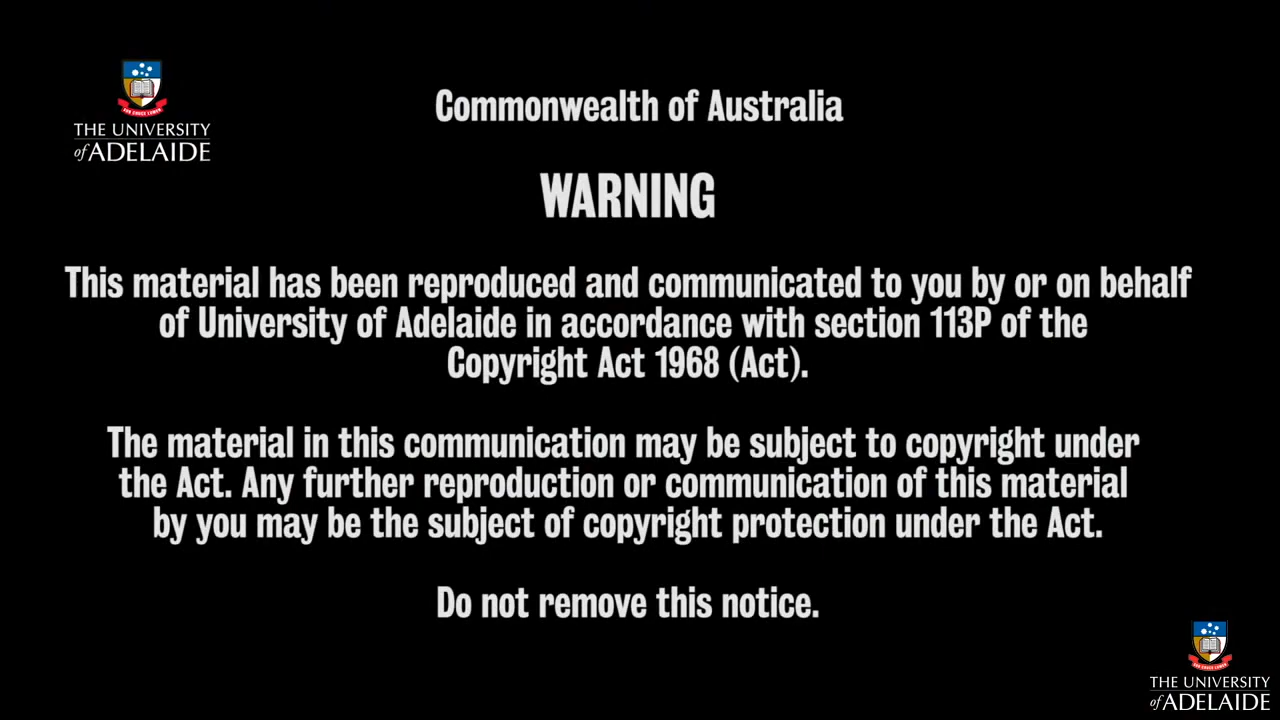 THE UNIVERSITY
of ADELAIDE
Commonwealth of Australia
WARNING
This material has been reproduced and communicated to you by or on behalf
of University of Adelaide in accordance with section 113P of the
Copyright Act 1968 (Act).
The material in this communication may be subject to copyright under
the Act. Any further reproduction or communication of this material
by you may be the subject of copyright protection under the Act.
Do not remove this notice.
THE UNIVERSITY
of ADELAIDE